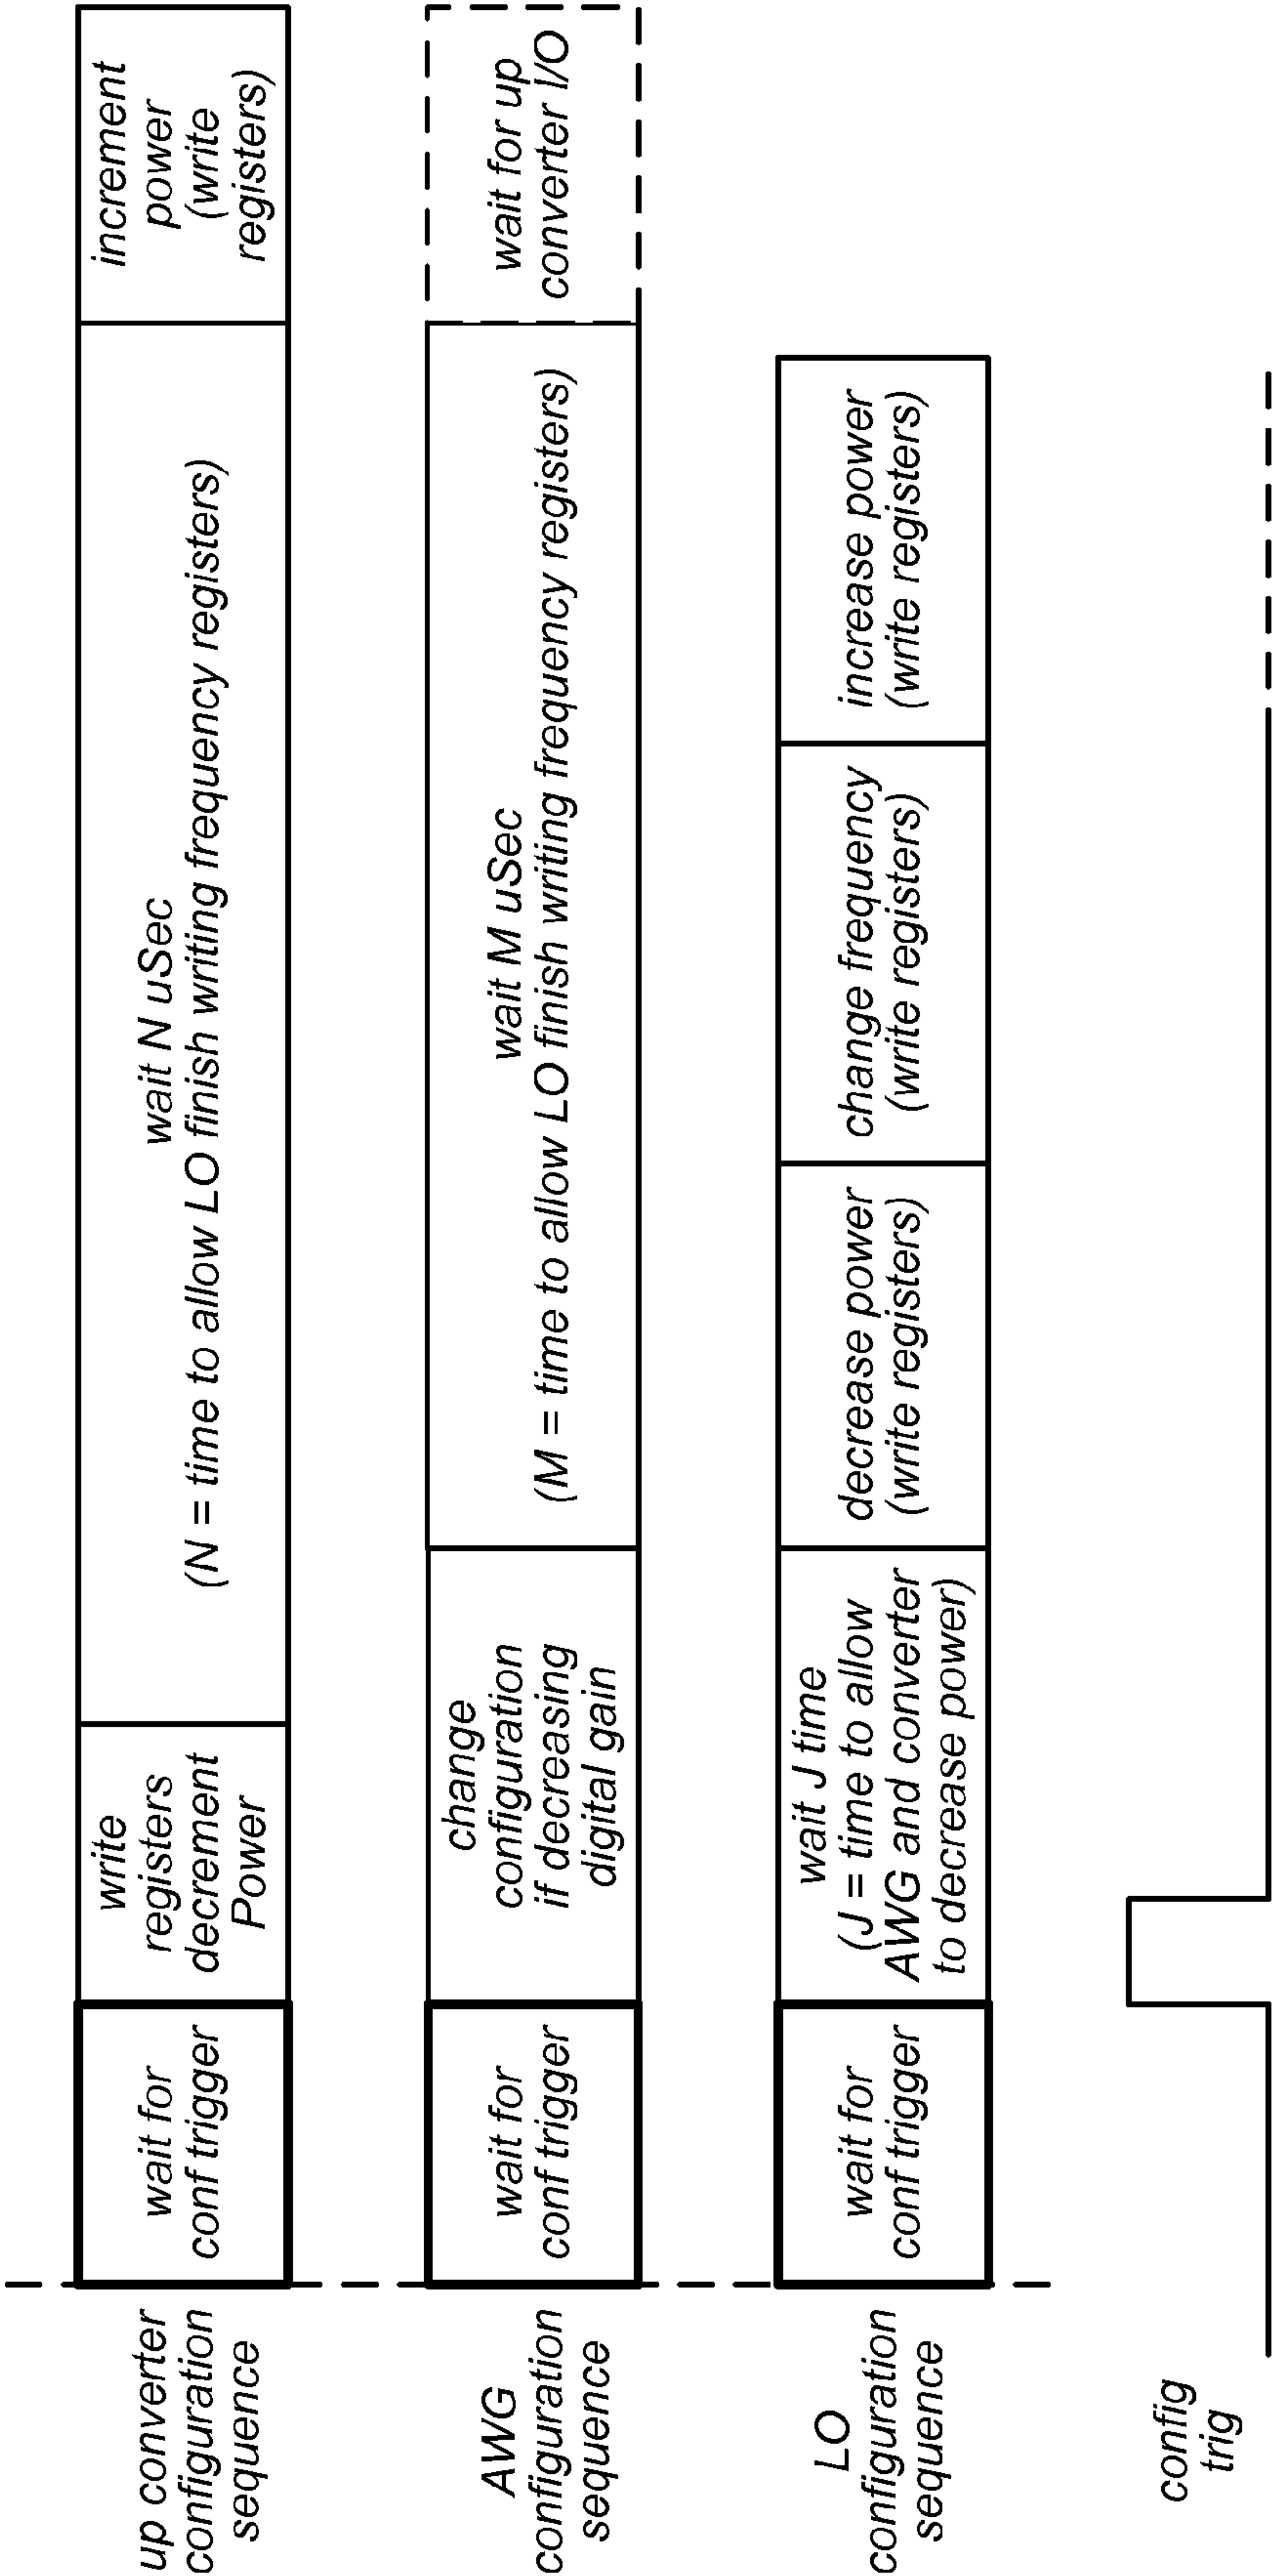 up converter
configuration
sequence
wait for
conf trigger
write
registers
decrement
Power
wait N uSec
(N = time to allow LO finish writing frequency registers)
increment
power
(write
registers)
AWG
configuration
sequence
wait for
conf trigger
change
configuration
if decreasing
digital gain
wait M uSec
(M = time to allow LO finish writing frequency registers)
wait for up
converter I/O
LO
configuration
sequence
wait for
conf trigger
wait J time
(J = time to allow
AWG and converter
to decrease power)
decrease power
(write registers)
change frequency
(write registers)
increase power
(write registers)
config
trig